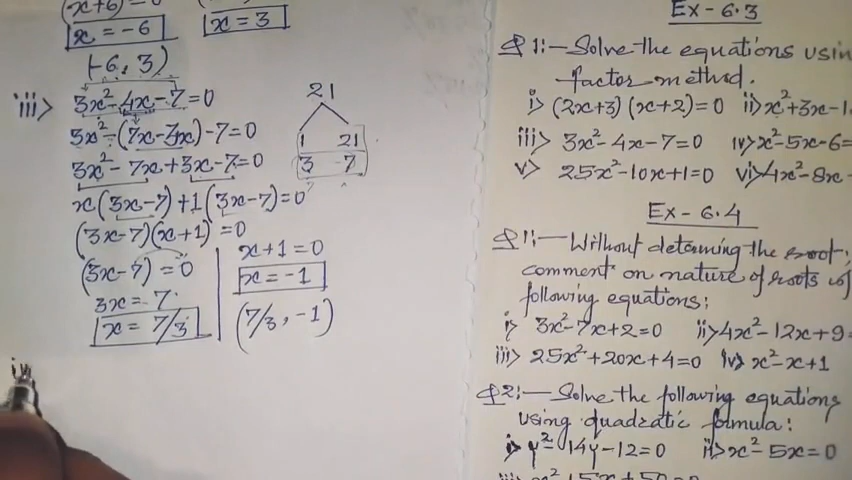 (x+6) = 0
x = -6
x = 3
(-6, 3)
iii> 3x² - 4x - 7 = 0
3x² - (7x - 3x) - 7 = 0
3x² - 7x + 3x - 7 = 0
x(3x-7) + 1(3x-7) = 0
(3x-7)(x+1) = 0
(3x-7) = 0
3x = 7
x = 7/3
x+1 = 0
x = -1
(7/3, -1)
21
1 21
3 7
Ex - 6.3
Q 1:- Solve the equations using
factor method.
i> (2x+3)(x+2) = 0 ii> x²+3x-1
iii> 3x²-4x-7=0 iv> x²-5x-6=
v> 25x²-10x+1=0 vi> 4x²-8x-
Ex - 6.4
Q 1:- Without determing the root,
comment on nature of roots of
following equations:
i> 3x²-7x+2=0 ii> 4x²-12x+9=
iii> 25x²+20x+4=0 iv> x²-x+1
Q 2:- Solve the following equations
using quadratic formula:
i> y²-14y-12=0 ii> x²-5x=0